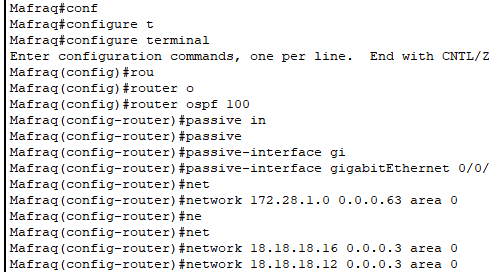 Mafraq#conf
Mafraq#configure t
Mafraq#configure terminal
Enter configuration commands, one per line.  End with CNTL/Z
Mafraq(config)#rou
Mafraq(config)#router o
Mafraq(config)#router ospf 100
Mafraq(config-router)#passive in
Mafraq(config-router)#passive
Mafraq(config-router)#passive-interface gi
Mafraq(config-router)#passive-interface gigabitEthernet 0/0/
Mafraq(config-router)#net
Mafraq(config-router)#network 172.28.1.0 0.0.0.63 area 0
Mafraq(config-router)#ne
Mafraq(config-router)#net
Mafraq(config-router)#network 18.18.18.16 0.0.0.3 area 0
Mafraq(config-router)#network 18.18.18.12 0.0.0.3 area 0